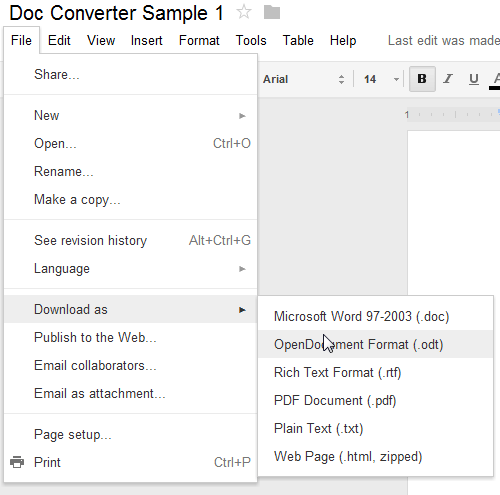 Doc Converter Sample 1
File Edit View Insert Format Tools Table Help Last edit was made
Share...
Arial 14 B I U A
1
New
Open... Ctrl+O
Rename...
Make a copy...
See revision history Alt+Ctrl+G
Language
Download as
Microsoft Word 97-2003 (.doc)
Publish to the Web...
OpenDocument Format (.odt)
Email collaborators...
Rich Text Format (.rtf)
Email as attachment...
PDF Document (.pdf)
Plain Text (.txt)
Page setup...
Web Page (.html, zipped)
Print Ctrl+P